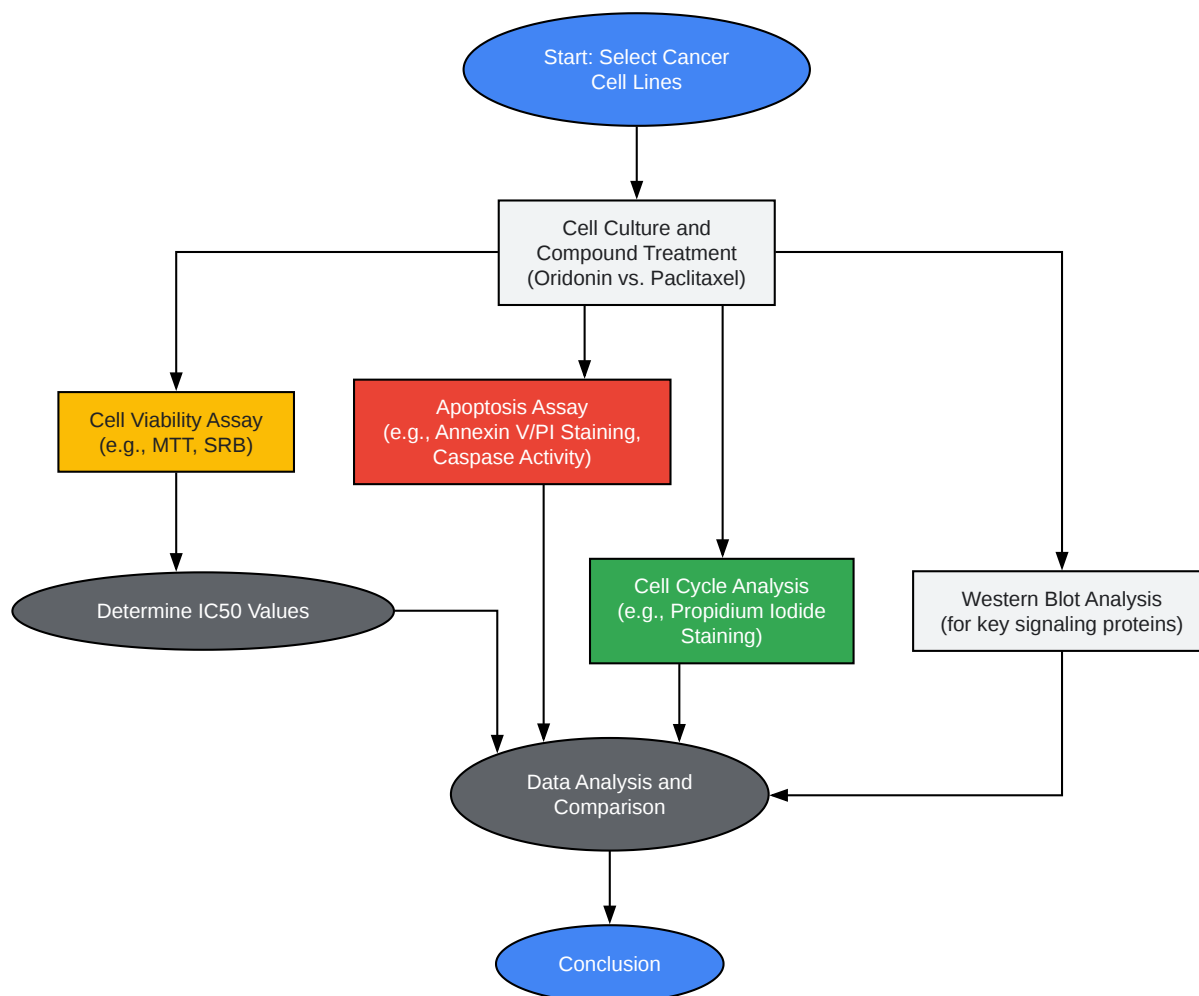 Start: Select Cancer
Cell Lines
Cell Culture and
Compound Treatment
(Oridonin vs. Paclitaxel)
Cell Viability Assay
(e.g., MTT, SRB)
Apoptosis Assay
(e.g., Annexin V/PI Staining,
Caspase Activity)
Determine IC50 Values
Cell Cycle Analysis
(e.g., Propidium Iodide
Staining)
Western Blot Analysis
(for key signaling proteins)
Data Analysis and
Comparison
Conclusion